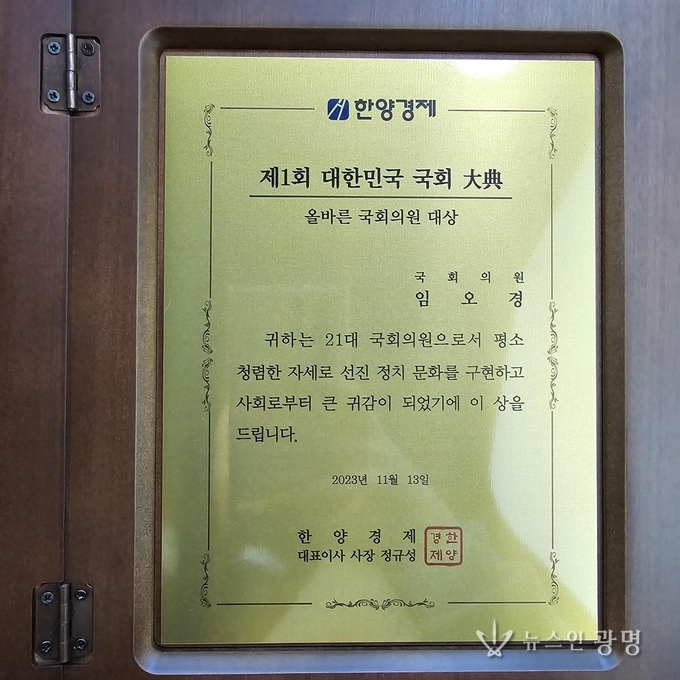 한양경제
제1회 대한민국 국회 大典
올바른 국회의원 대상
국회의원
임오경
귀하는 21대 국회의원으로서 평소
청렴한 자세로 선진 정치 문화를 구현하고
사회로부터 큰 귀감이 되었기에 이 상을
드립니다.
2023년 11월 13일
한양경제
대표이사 사장 정규성
경한
제양
뉴스인광명